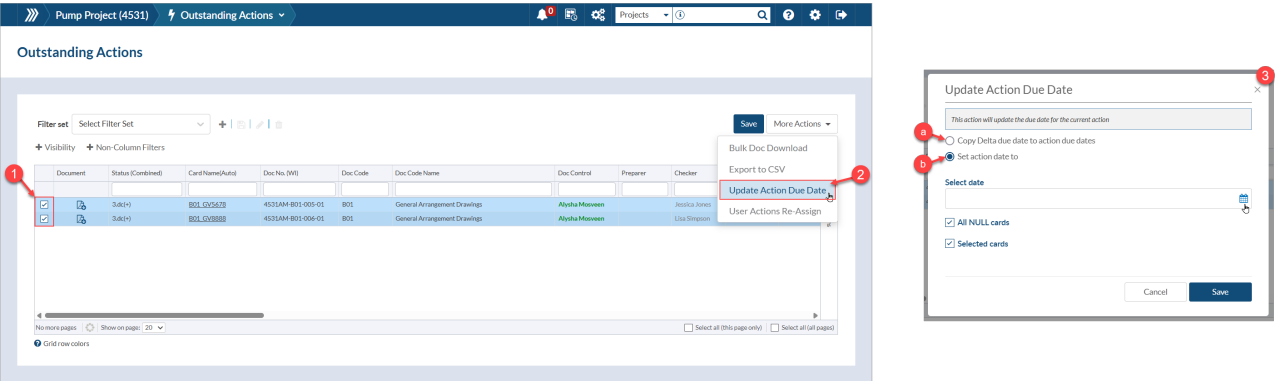 Pump Project (4531) Outstanding Actions 0 Projects
Outstanding Actions
Filter set Select Filter Set Save More Actions
Visibility Non-Column Filters
Bulk Doc Download
Export to CSV
Update Action Due Date
User Actions Re-Assign
1
2
Document Status (Combined) Card Name(Auto) Doc No. (WI) Doc Code Doc Code Name Doc Control Preparer Checker
3.dc(+) B01_GV5678 4531AM-B01-005-01 B01 General Arrangement Drawings Alysha Mosveen Jessica Jones
3.dc(+) B01_GV8888 4531AM-B01-006-01 B01 General Arrangement Drawings Alysha Mosveen Lisa Simpson
No more pages Show on page: 20 Select all (this page only) Select all (all pages)
Grid row colors
3
Update Action Due Date
This action will update the due date for the current action
a Copy Delta due date to action due dates
b Set action date to
Select date
All NULL cards
Selected cards
Cancel Save